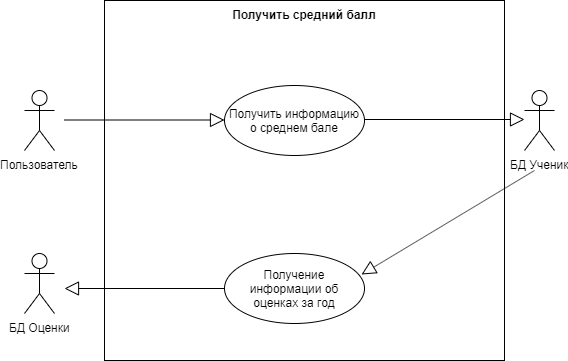 Получить средний балл
Получить информацию
о среднем бале
Пользователь
БД Ученик
Получение
информации об
оценках за год
БД Оценки